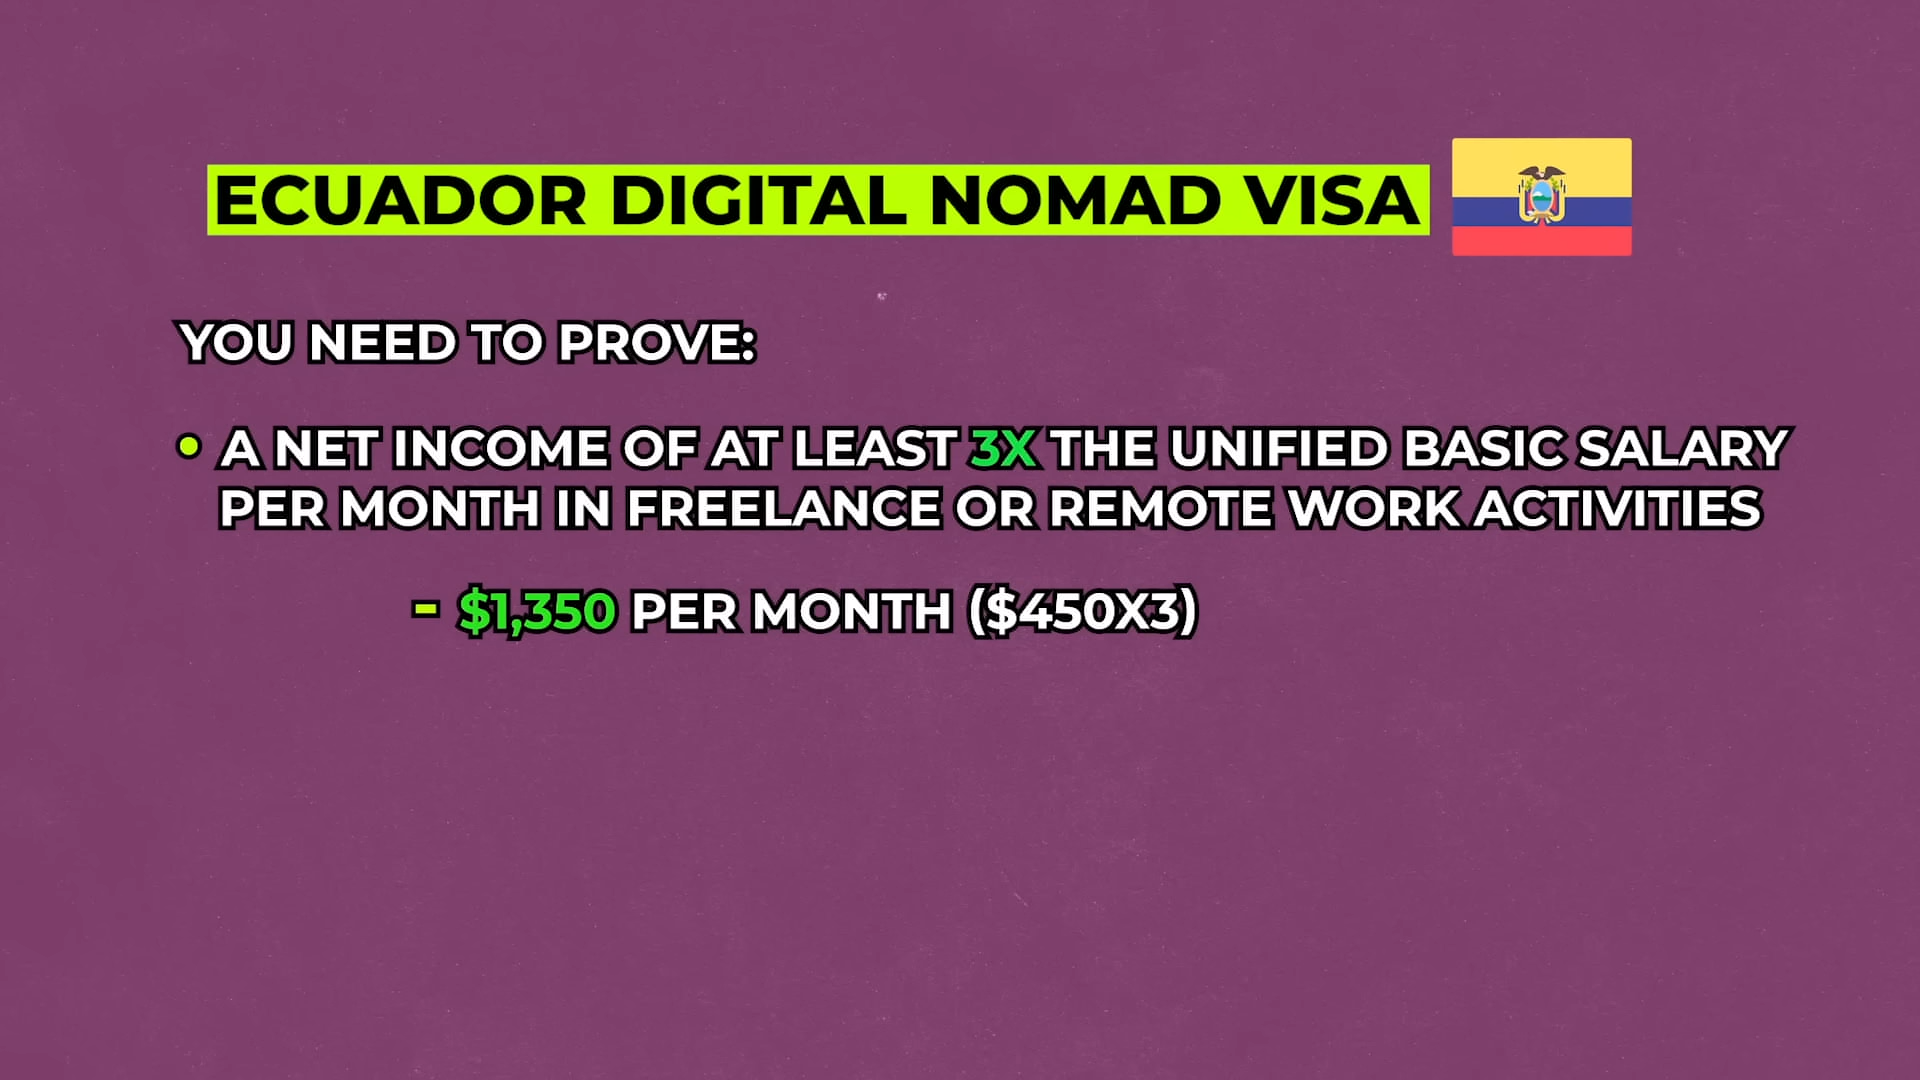 ECUADOR DIGITAL NOMAD VISA
YOU NEED TO PROVE:
• A NET INCOME OF AT LEAST 3X THE UNIFIED BASIC SALARY
PER MONTH IN FREELANCE OR REMOTE WORK ACTIVITIES
- $1,350 PER MONTH ($450X3)